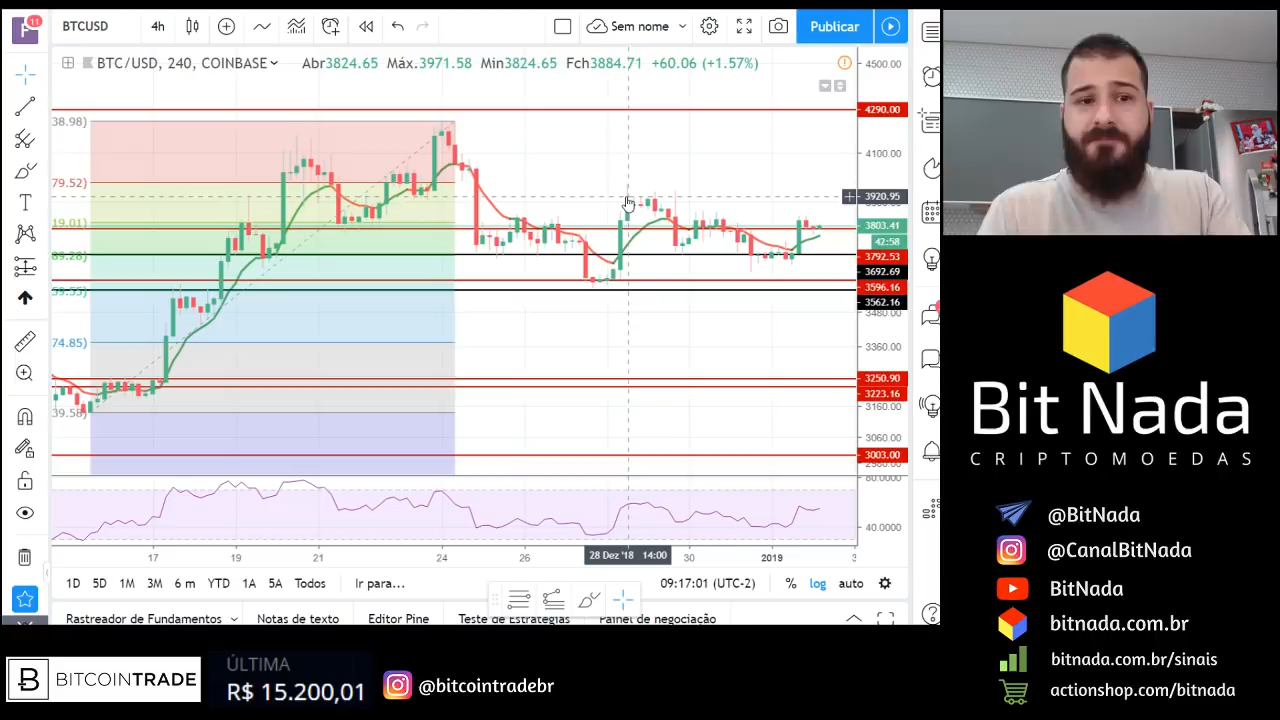 11
BTCUSD
4h
Sem nome
Publicar
BTC/USD, 240, COINBASE
Abr3824.65 Máx.3971.58 Min3824.65 Fch3884.71 +60.06 (+1.57%)
4500.00
4290.00
38.98)
4100.00
79.52)
3920.95
19.01)
3803.41
42:58
3792.53
3692.69
3596.16
3562.16
3480.00
74.85)
3360.00
3250.90
3223.16
39.58)
3160.00
3060.00
3003.00
80.0000
40.0000
17
19
21
24
26
28 Dez '18 14:00
30
2019
1D 5D 1M 3M 6 m YTD 1A 5A Todos
Ir para...
09:17:01 (UTC-2)
% log auto
Rastreador de Fundamentos
Notas de texto
Editor Pine
Teste de Estratégias
Painel de negociação
Bit Nada
CRIPTOMOEDAS
@BitNada
@CanalBitNada
BitNada
bitnada.com.br
bitnada.com.br/sinais
actionshop.com/bitnada
BITCOINTRADE
ÚLTIMA
R$ 15.200,01
@bitcointradebr